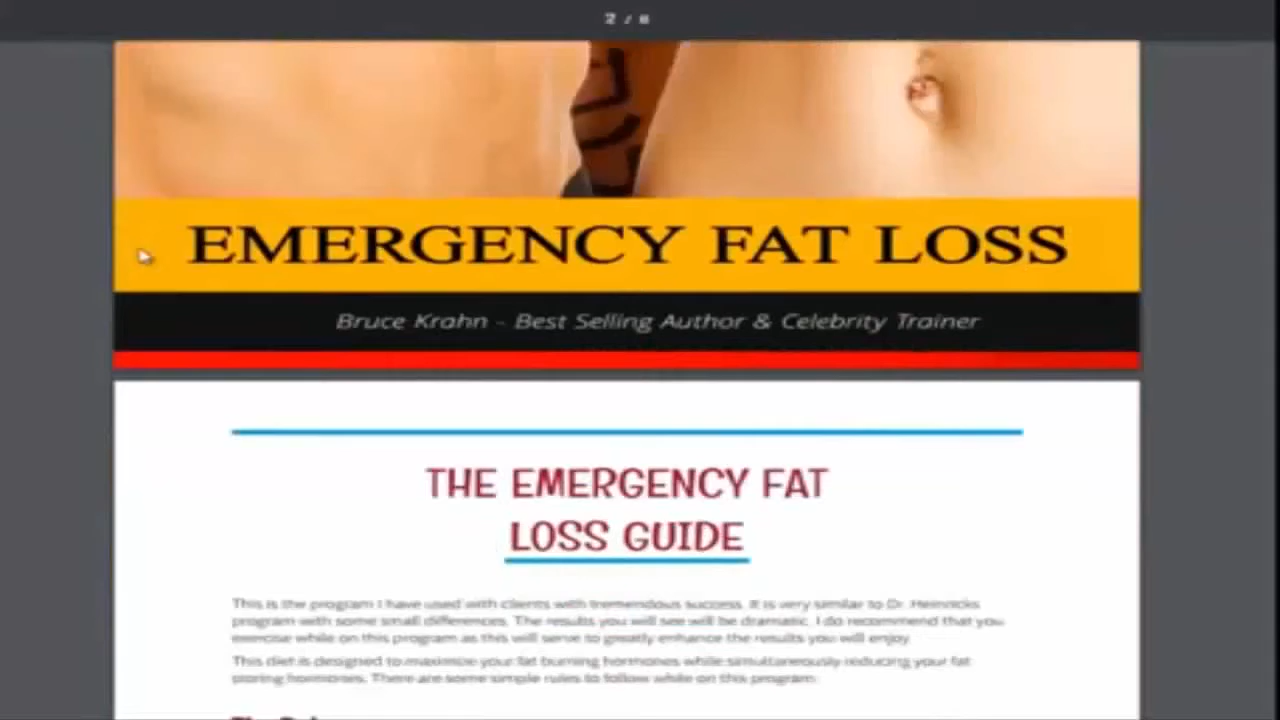 2 / 8
EMERGENCY FAT LOSS
Bruce Krahn - Best Selling Author & Celebrity Trainer
THE EMERGENCY FAT
LOSS GUIDE
This is the program I have used with clients with tremendous success. It is very similar to Dr. Heinricks
program with some small differences. The results you will see will be dramatic. I do recommend that you
exercise while on this program as this will serve to greatly enhance the results you will enjoy.
This diet is designed to maximize your fat burning hormones while simultaneously reducing your fat
storing hormones. There are some simple rules to follow while on this program: